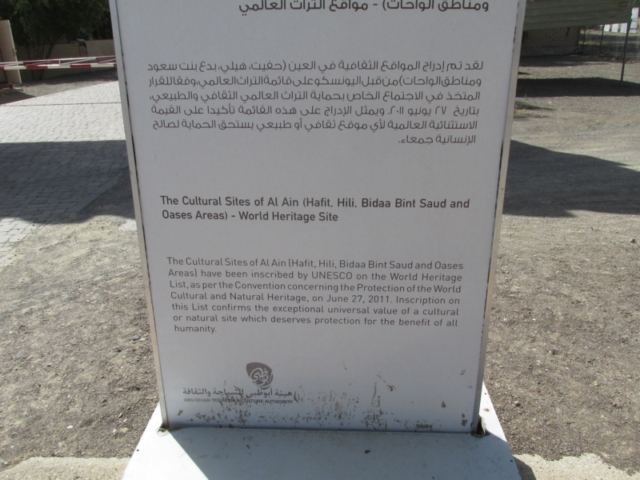 ومناطق الواحات) - مواقع التراث العالمي
لقد تم إدراج المواقع الثقافية في العين (حفيت، هيلي، بدع بنت سعود
ومناطق الواحات) من قبل اليونسكو على قائمة التراث العالمي، وفقا للقرار
المتخذ في الاجتماع الخاص بحماية التراث العالمي الثقافي والطبيعي،
بتاريخ ٢٧ يونيو ٢٠١١. ويمثل الإدراج على هذه القائمة تأكيدا على القيمة
الاستثنائية العالمية لأي موقع ثقافي أو طبيعي يستحق الحماية لصالح
الإنسانية جمعاء.
The Cultural Sites of Al Ain (Hafit, Hili, Bidaa Bint Saud and
Oases Areas) - World Heritage Site
The Cultural Sites of Al Ain (Hafit, Hili, Bidaa Bint Saud and Oases
Areas) have been inscribed by UNESCO on the World Heritage
List, as per the Convention concerning the Protection of the World
Cultural and Natural Heritage, on June 27, 2011. Inscription on
this List confirms the exceptional universal value of a cultural
or natural site which deserves protection for the benefit of all
humanity.
هيئة أبوظبي للسياحة والثقافة